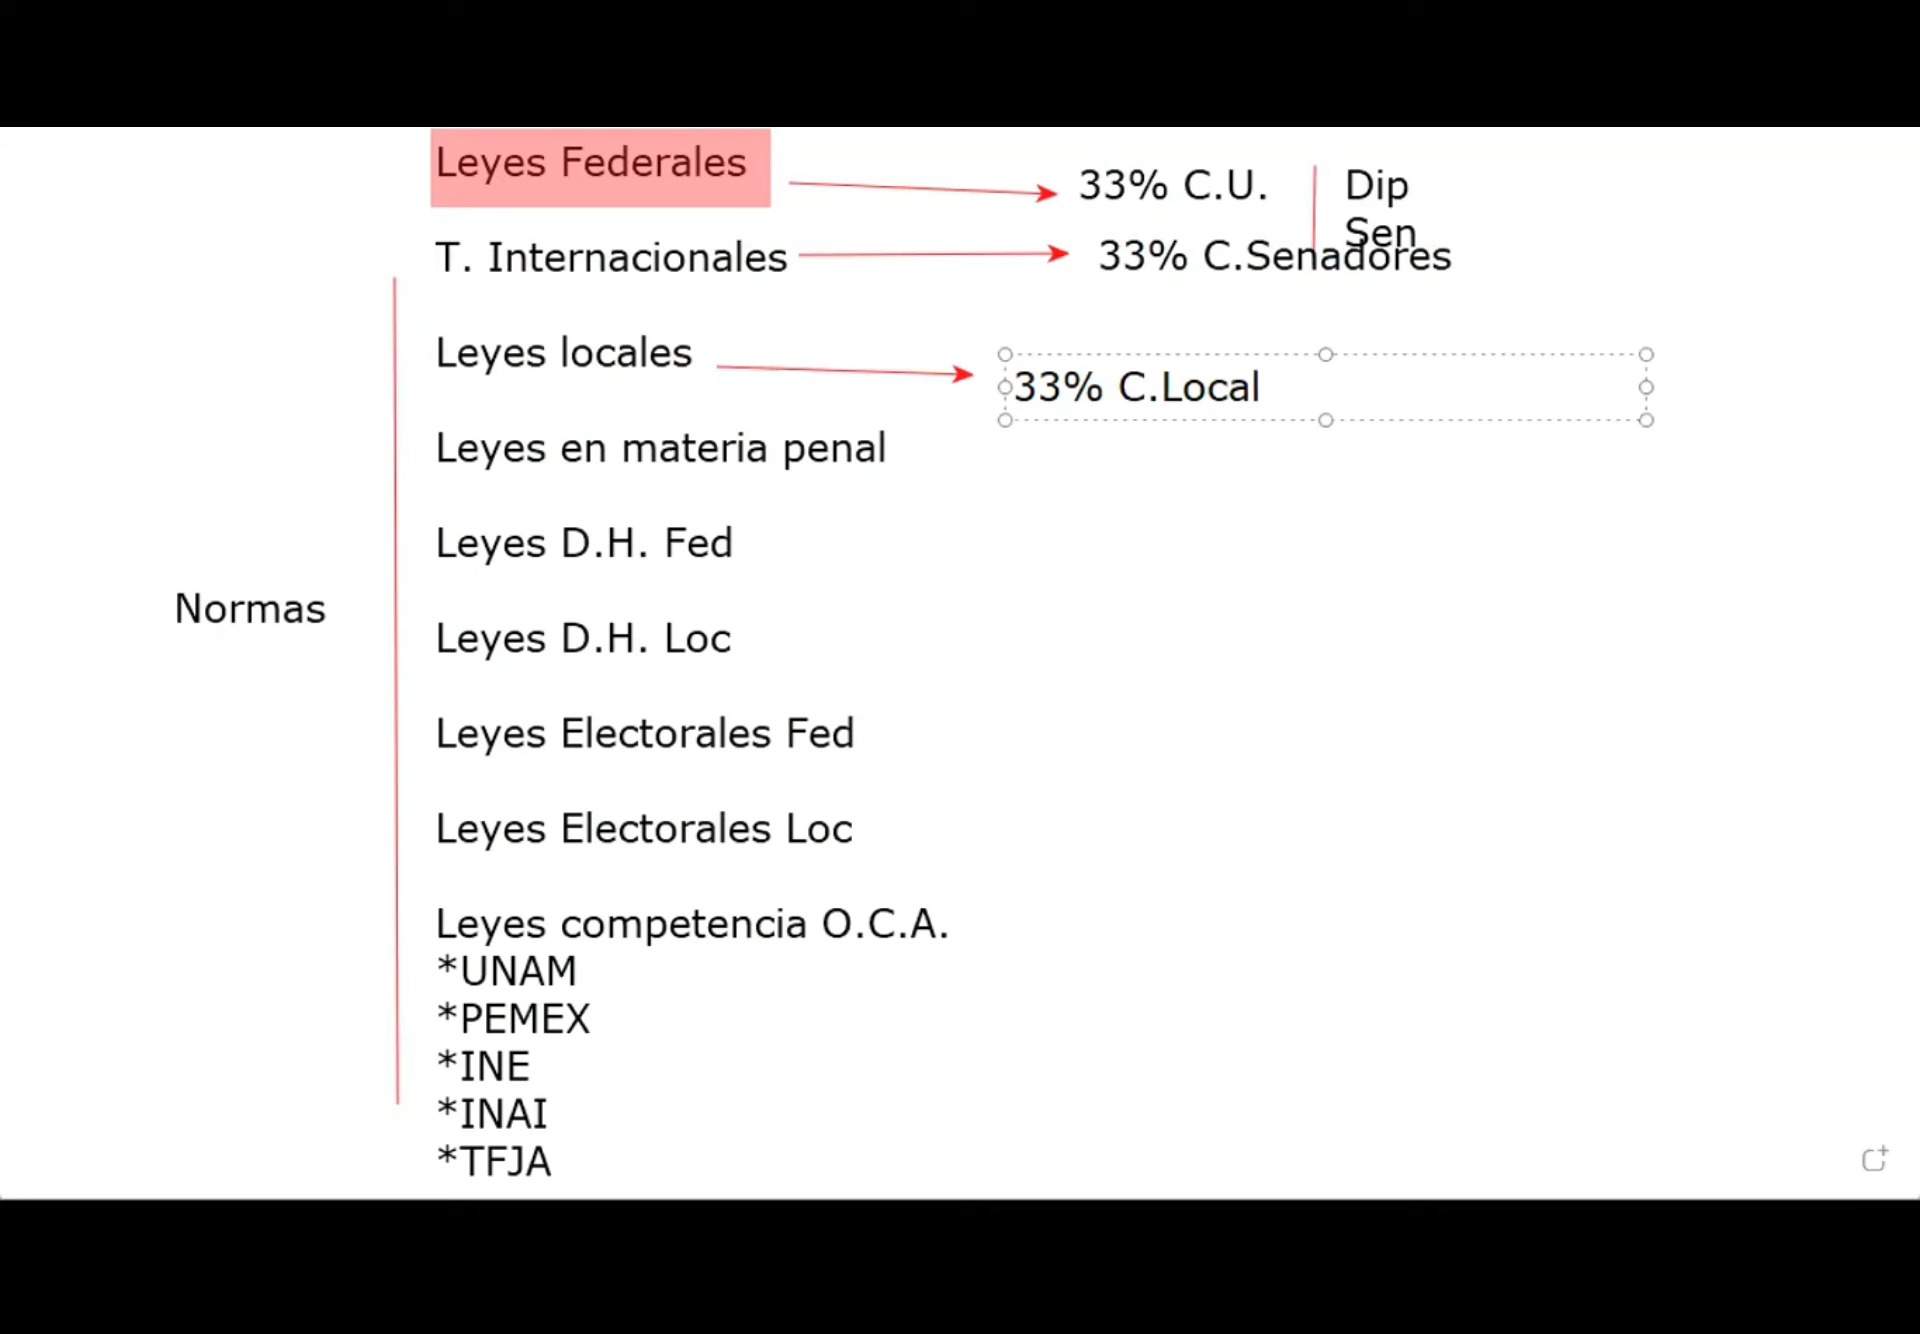 Leyes Federales
33% C.U.
Dip
Sen
T. Internacionales
33% C.Senadores
Leyes locales
33% C.Local
Leyes en materia penal
Leyes D.H. Fed
Normas
Leyes D.H. Loc
Leyes Electorales Fed
Leyes Electorales Loc
Leyes competencia O.C.A.
*UNAM
*PEMEX
*INE
*INAI
*TFJA